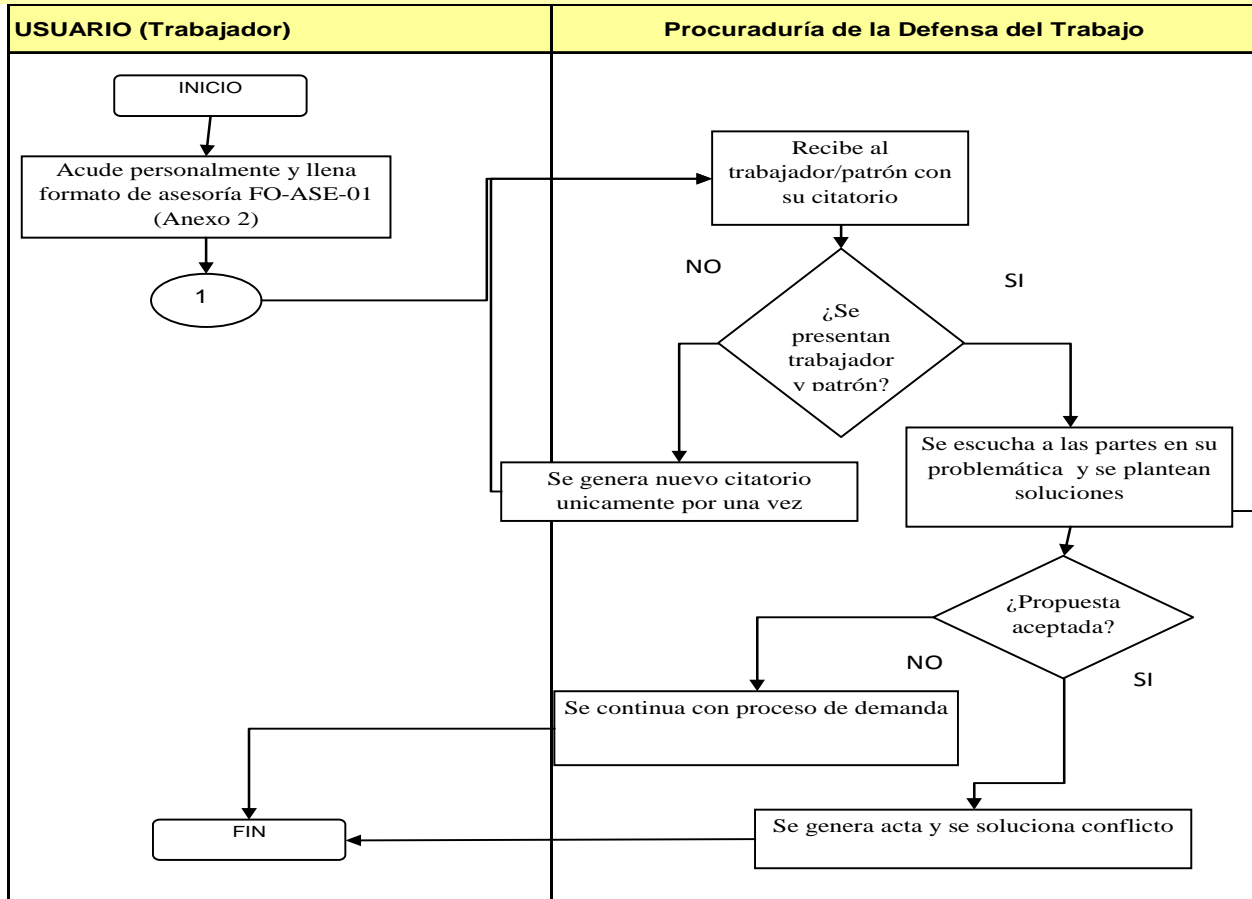 USUARIO (Trabajador)
Procuraduría de la Defensa del Trabajo
INICIO
Acude personalmente y llena
formato de asesoría FO-ASE-01
(Anexo 2)
1
Recibe al
trabajador/patrón con
su citatorio
NO
SI
¿Se
presentan
trabajador
y patrón?
Se genera nuevo citatorio
unicamente por una vez
Se escucha a las partes en su
problemática y se plantean
soluciones
¿Propuesta
aceptada?
NO
SI
Se continua con proceso de demanda
Se genera acta y se soluciona conflicto
FIN